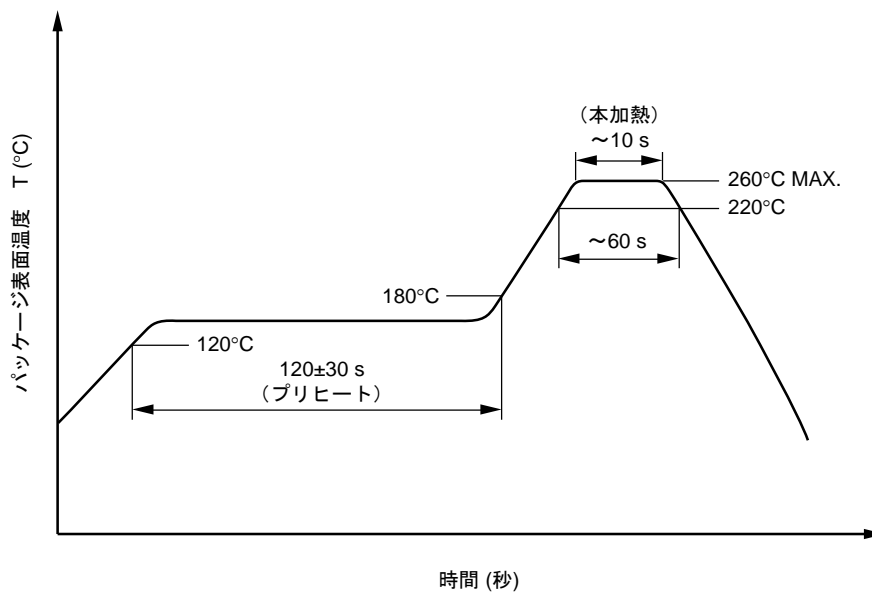 パッケージ表面温度 T (°C)
（本加熱）
～10 s
260°C MAX.
220°C
～60 s
180°C
120°C
120±30 s
（プリヒート）
時間 (秒)